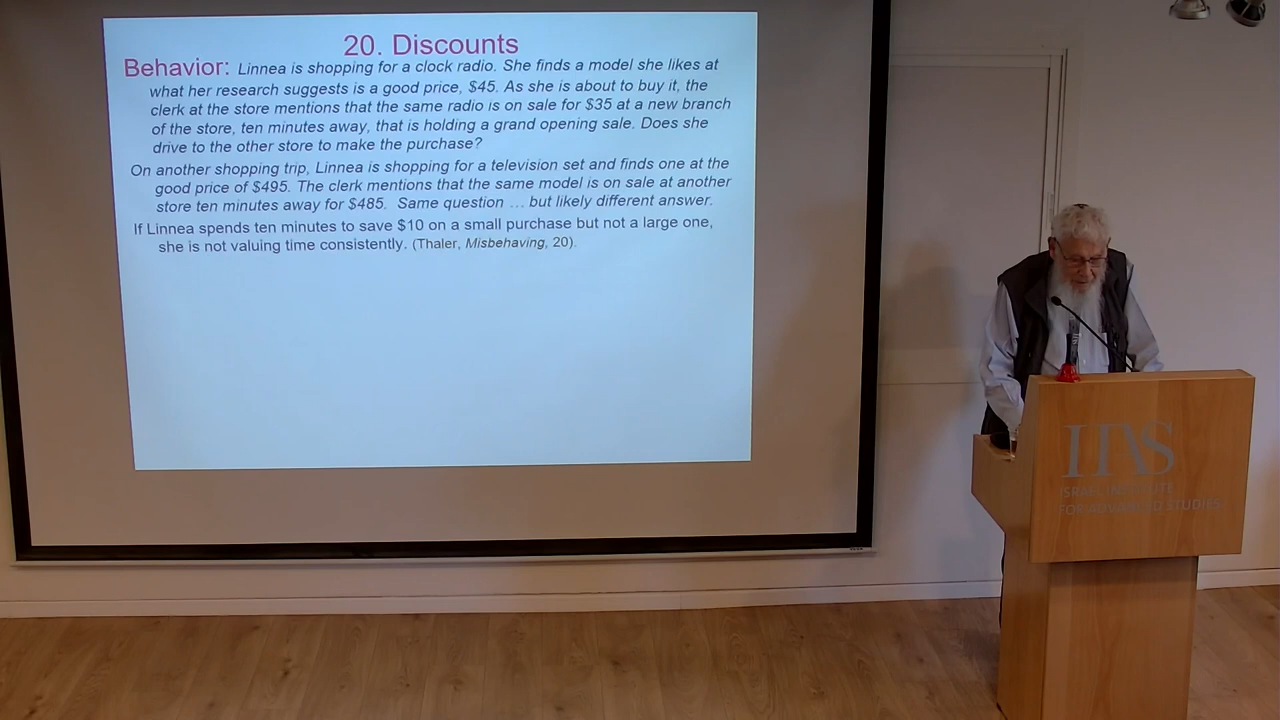 20. Discounts
Behavior: Linnea is shopping for a clock radio. She finds a model she likes at
what her research suggests is a good price, $45. As she is about to buy it, the
clerk at the store mentions that the same radio is on sale for $35 at a new branch
of the store, ten minutes away, that is holding a grand opening sale. Does she
drive to the other store to make the purchase?
On another shopping trip, Linnea is shopping for a television set and finds one at the
good price of $495. The clerk mentions that the same model is on sale at another
store ten minutes away for $485. Same question … but likely different answer.
If Linnea spends ten minutes to save $10 on a small purchase but not a large one,
she is not valuing time consistently. (Thaler, Misbehaving, 20).
IIAS
ISRAEL INSTITUTE
FOR ADVANCED STUDIES